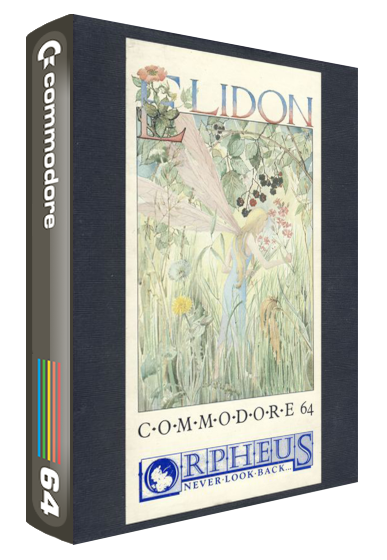 commodore
64
ELIDON
C·O·M·M·O·D·O·R·E 64
ORPHEUS
NEVER·LOOK·BACK...